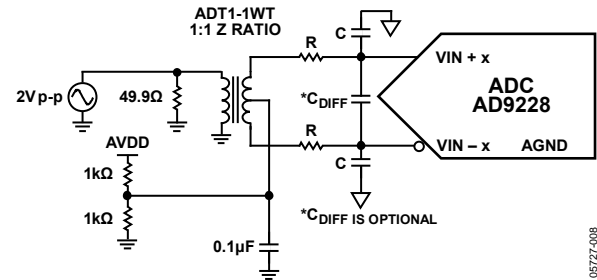 ADT1-1WT
1:1 Z RATIO
2V p-p
49.9Ω
R
C
VIN + x
*CDIFF
ADC
AD9228
R
C
VIN – x
AGND
AVDD
1kΩ
1kΩ
0.1µF
*CDIFF IS OPTIONAL
05727-008